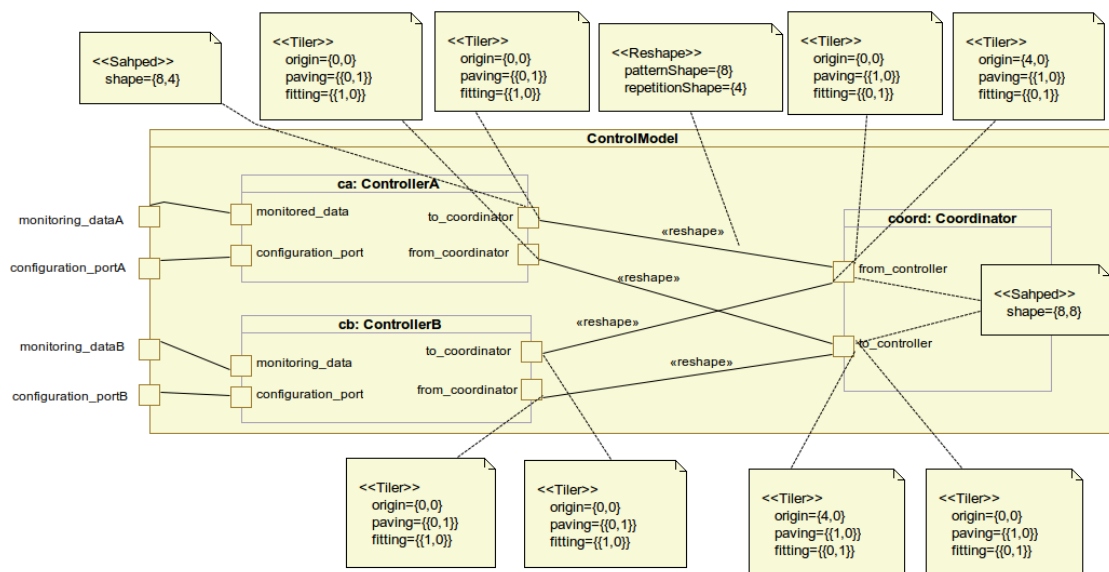 <<Sahped>>
shape={8,4}
<<Tiler>>
origin={0,0}
paving={{0,1}}
fitting={{1,0}}
<<Tiler>>
origin={0,0}
paving={{0,1}}
fitting={{1,0}}
<<Reshape>>
patternShape={8}
repetitionShape={4}
<<Tiler>>
origin={0,0}
paving={{1,0}}
fitting={{0,1}}
<<Tiler>>
origin={4,0}
paving={{1,0}}
fitting={{0,1}}
ControlModel
ca: ControllerA
monitoring_dataA
monitored_data
to_coordinator
configuration_portA
configuration_port
from_coordinator
«reshape»
«reshape»
«reshape»
«reshape»
coord: Coordinator
from_controller
to_controller
<<Sahped>>
shape={8,8}
cb: ControllerB
monitoring_dataB
monitoring_data
to_coordinator
configuration_portB
configuration_port
from_coordinator
<<Tiler>>
origin={0,0}
paving={{0,1}}
fitting={{1,0}}
<<Tiler>>
origin={0,0}
paving={{0,1}}
fitting={{1,0}}
<<Tiler>>
origin={4,0}
paving={{1,0}}
fitting={{0,1}}
<<Tiler>>
origin={0,0}
paving={{1,0}}
fitting={{0,1}}